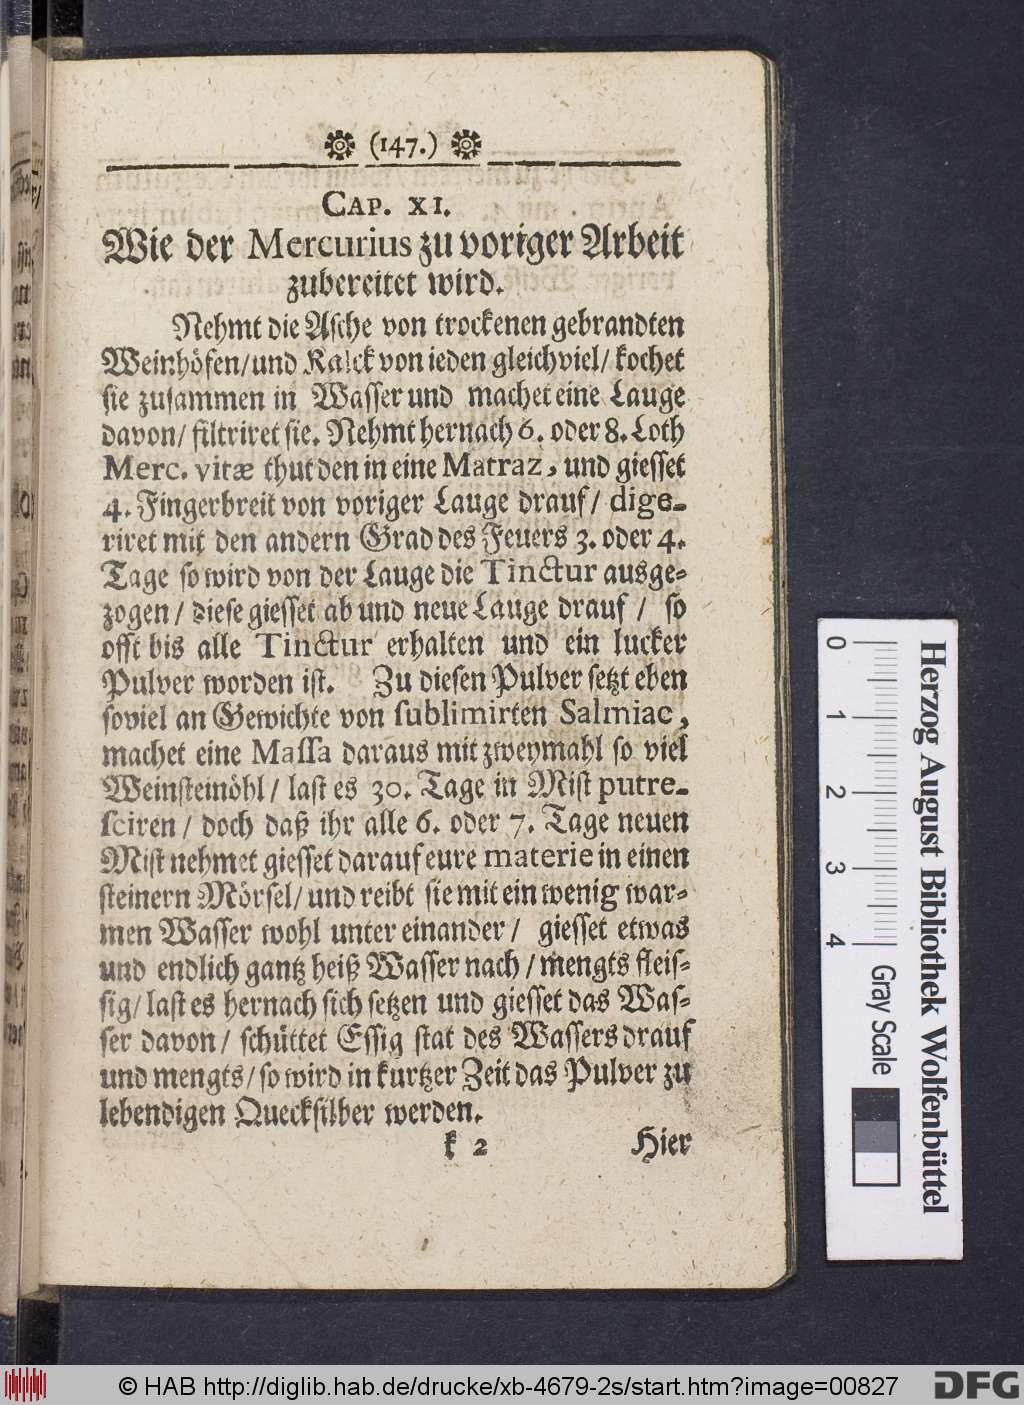 (147.)
CAP. XI.
Wie der Mercurius zu voriger Arbeit
zubereitet wird.
Nehmt die Asche von trockenen gebrandten
Weinhöfen/und Kalck von ieden gleichviel/ kochet
sie zusammen in Wasser und machet eine Lauge
davon/ filtriret sie. Nehmt hernach 6. oder 8. Loth
Merc. vitæ thut den in eine Matraz, und giesset
4. Fingerbreit von voriger Lauge drauf/ dige-
riret mit den andern Grad des Feuers 3. oder 4.
Tage so wird von der Lauge die Tinctur ausge-
zogen / diese giesset ab und neue Lauge drauf / so
offt bis alle Tinctur erhalten und ein lucker
Pulver worden ist. Zu diesen Pulver setzt eben
soviel an Gewichte von sublimirten Salmiac,
machet eine Massa daraus mit zweymahl so viel
Weinsteinöhl / last es 30. Tage in Mist putre-
sciren / doch daß ihr alle 6. oder 7. Tage neuen
Mist nehmet giesset darauf eure materie in einen
steinern Mörsel/ und reibt sie mit ein wenig war-
men Wasser wohl unter einander / giesset etwas
und endlich gantz heiß Wasser nach / mengts fleis-
sig/ last es hernach sich setzen und giesset das Was-
ser davon/ schüttet Essig stat des Wassers drauf
und mengts/ so wird in kurtzer Zeit das Pulver zu
lebendigen Quecksilber werden.
k 2 Hier
0 1 2 3 4
Herzog August Bibliothek Wolfenbüttel
Gray Scale
© HAB http://diglib.hab.de/drucke/xb-4679-2s/start.htm?image=00827
DFG